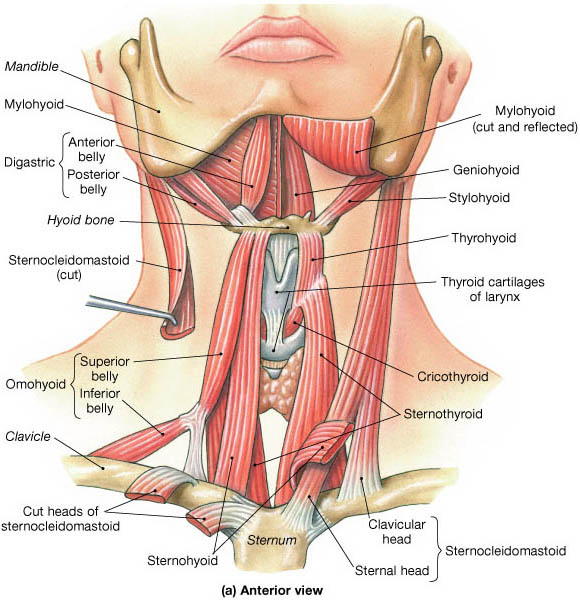 Mandible
Mylohyoid
Digastric
Anterior
belly
Posterior
belly
Hyoid bone
Sternocleidomastoid
(cut)
Omohyoid
Superior
belly
Inferior
belly
Clavicle
Cut heads of
sternocleidomastoid
Sternohyoid
Sternum
Mylohyoid
(cut and reflected)
Geniohyoid
Stylohyoid
Thyrohyoid
Thyroid cartilages
of larynx
Cricothyroid
Sternothyroid
Clavicular
head
Sternal head
Sternocleidomastoid
(a) Anterior view